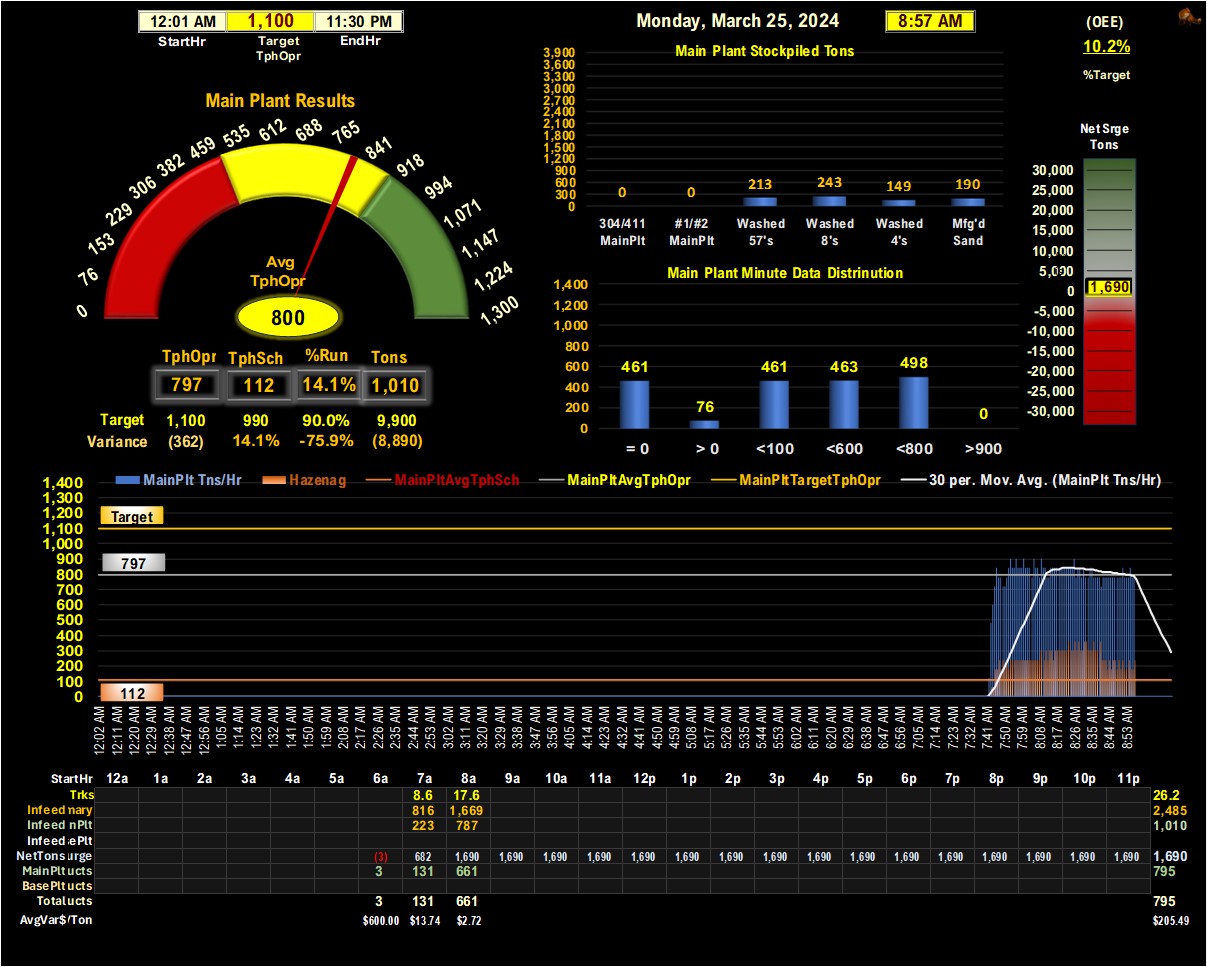 12:01 AM 1,100 11:30 PM
StartHr Target TphOpr EndHr
Monday, March 25, 2024 8:57 AM
(OEE)
10.2%
%Target
Main Plant Results
0 76 153 229 306 382 459 535 612 688 765 841 918 994 1,071 1,147 1,224 1,300
Avg
TphOpr
800
TphOpr TphSch %Run Tons
797 112 14.1% 1,010
Target 1,100 990 90.0% 9,900
Variance (362) 14.1% -75.9% (8,890)
Main Plant Stockpiled Tons
3,900
3,600
3,300
3,000
2,700
2,400
2,100
1,800
1,500
1,200
900
600
300
0
0 0 213 243 149 190
304/411 #1/#2 Washed Washed Washed Mfg'd
MainPlt MainPlt 57's 8's 4's Sand
Main Plant Minute Data Distrinution
1,400
1,200
1,000
800
600
400
200
0
461 76 461 463 498 0
= 0 > 0 <100 <600 <800 >900
Net Srge
Tons
30,000
25,000
20,000
15,000
10,000
5,000
0
-5,000
-10,000
-15,000
-20,000
-25,000
-30,000
1,690
MainPlt Tns/Hr Hazenag MainPltAvgTphSch MainPltAvgTphOpr MainPltTargetTphOpr 30 per. Mov. Avg. (MainPlt Tns/Hr)
1,400
1,300
1,200
1,100
1,000
900
800
700
600
500
400
300
200
100
0
Target
797
112
12:02 AM 12:11 AM 12:20 AM 12:29 AM 12:38 AM 12:47 AM 12:56 AM 1:05 AM 1:14 AM 1:23 AM 1:32 AM 1:41 AM 1:50 AM 1:59 AM 2:08 AM 2:17 AM 2:26 AM 2:35 AM 2:44 AM 2:53 AM 3:02 AM 3:11 AM 3:20 AM 3:29 AM 3:38 AM 3:47 AM 3:56 AM 4:05 AM 4:14 AM 4:23 AM 4:32 AM 4:41 AM 4:50 AM 4:59 AM 5:08 AM 5:17 AM 5:26 AM 5:35 AM 5:44 AM 5:53 AM 6:02 AM 6:11 AM 6:20 AM 6:29 AM 6:38 AM 6:47 AM 6:56 AM 7:05 AM 7:14 AM 7:23 AM 7:32 AM 7:41 AM 7:50 AM 7:59 AM 8:08 AM 8:17 AM 8:26 AM 8:35 AM 8:44 AM 8:53 AM
StartHr 12a 1a 2a 3a 4a 5a 6a 7a 8a 9a 10a 11a 12p 1p 2p 3p 4p 5p 6p 7p 8p 9p 10p 11p
Trks 8.6 17.6 26.2
Infeed nary 816 1,669 2,485
Infeed nPlt 223 787 1,010
Infeed ePlt
NetTons urge (3) 682 1,690 1,690 1,690 1,690 1,690 1,690 1,690 1,690 1,690 1,690 1,690 1,690 1,690 1,690 1,690 1,690 1,690
MainPlt ucts 3 131 661 795
BasePlt ucts
Total ucts 3 131 661 795
AvgVar$/Ton $600.00 $13.74 $2.72 $205.49